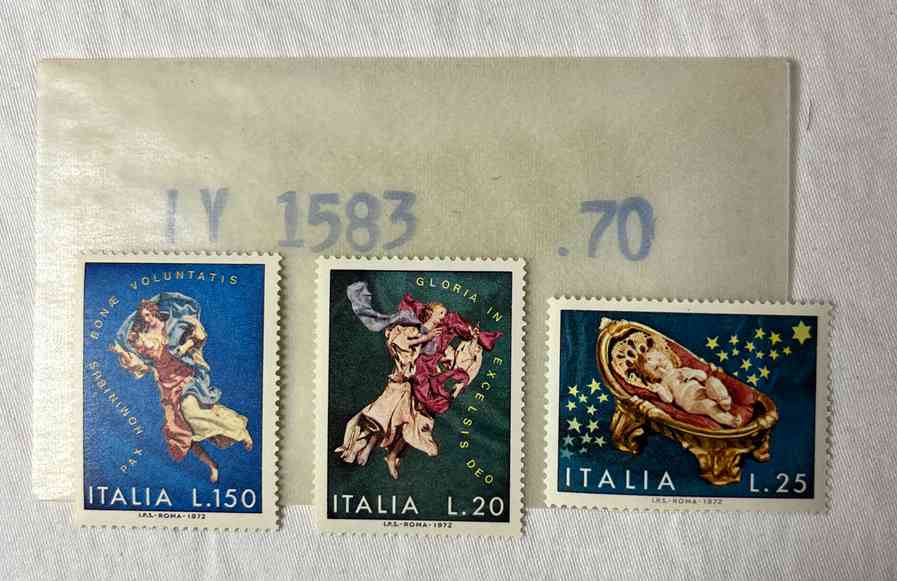 IY 1583 .70
PAX HOMINIBUS BONÆ VOLUNTATIS
ITALIA L.150
I.P.S.-ROMA-1972
GLORIA IN EXCELSIS DEO
ITALIA L.20
I.P.S.-ROMA-1972
ITALIA L.25
I.P.S.-ROMA-1972